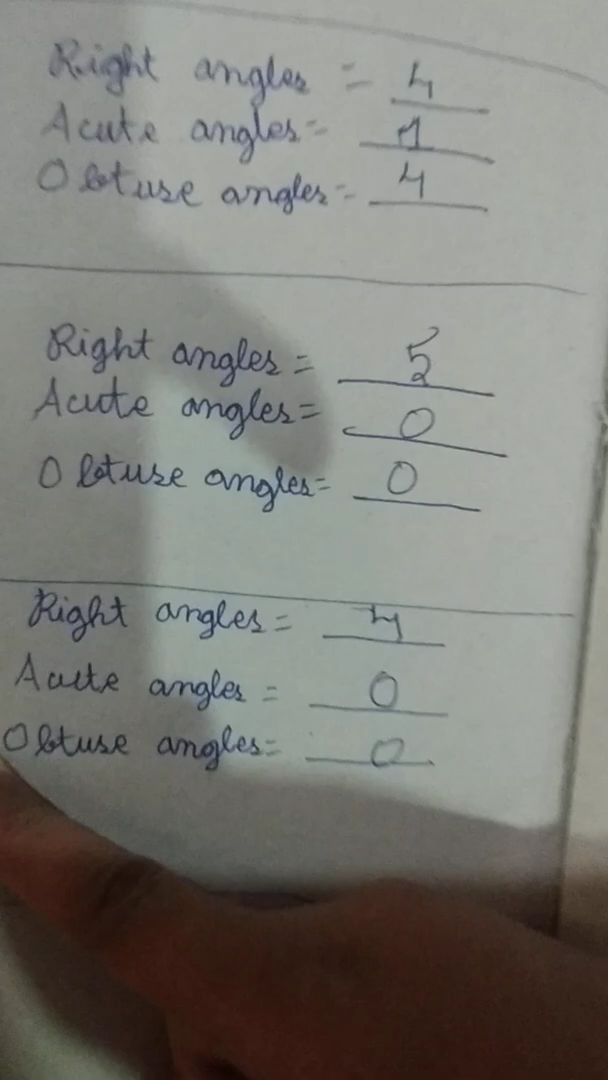 Right angles = 4
Acute angles= 1
Obtuse angles= 4
Right angles = 5
Acute angles= 0
Obtuse angles= 0
Right angles = 4
Acute angles = 0
Obtuse angles= 0